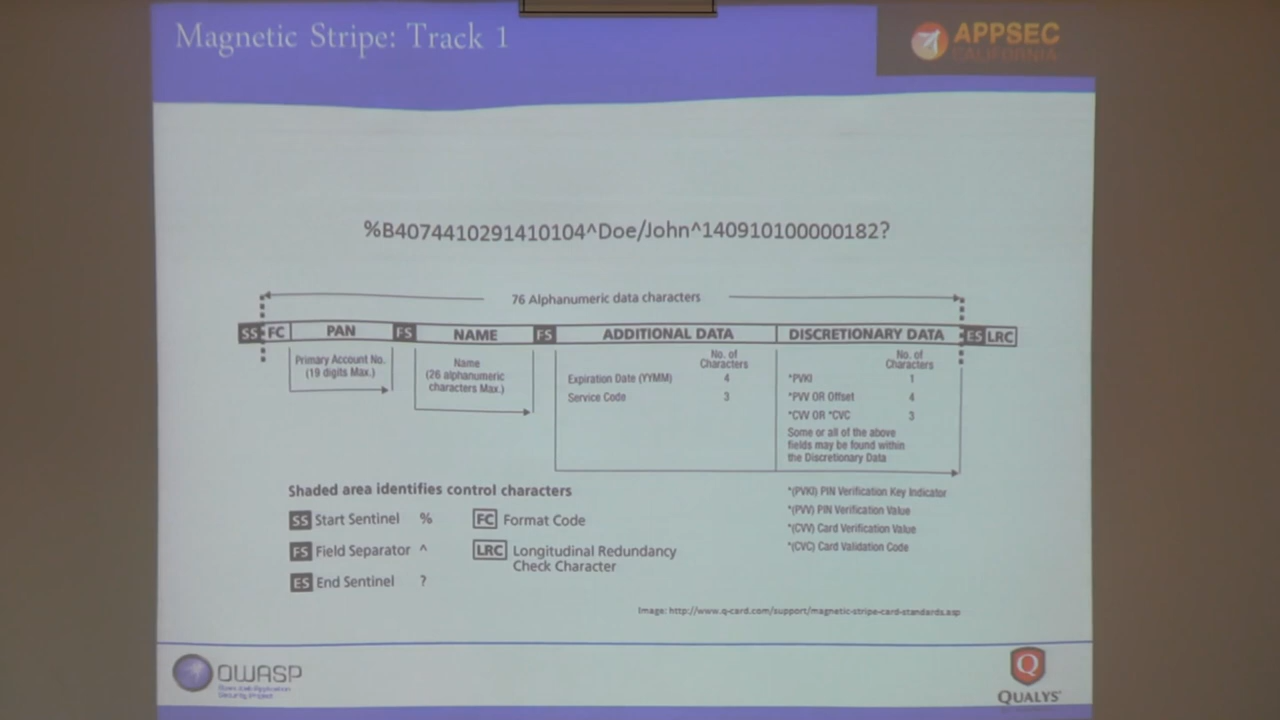 Magnetic Stripe: Track 1
APPSEC
CALIFORNIA
%B4074410291410104^Doe/John^140910100000182?
76 Alphanumeric data characters
SS FC PAN FS NAME FS ADDITIONAL DATA DISCRETIONARY DATA ES LRC
Primary Account No.
(19 digits Max.)
Name
(26 alphanumeric
characters Max.)
No. of
Characters
Expiration Date (YYMM) 4
Service Code 3
No. of
Characters
*PVKI 1
*PVV OR Offset 4
*CVV OR *CVC 3
Some or all of the above
fields may be found within
the Discretionary Data
Shaded area identifies control characters
SS Start Sentinel %
FC Format Code
FS Field Separator ^
LRC Longitudinal Redundancy
Check Character
ES End Sentinel ?
*(PVKI) PIN Verification Key Indicator
*(PVV) PIN Verification Value
*(CVV) Card Verification Value
*(CVC) Card Validation Code
Image: http://www.q-card.com/support/magnetic-stripe-card-standards.asp
OWASP
Open Web Application
Security Project
Q
QUALYS